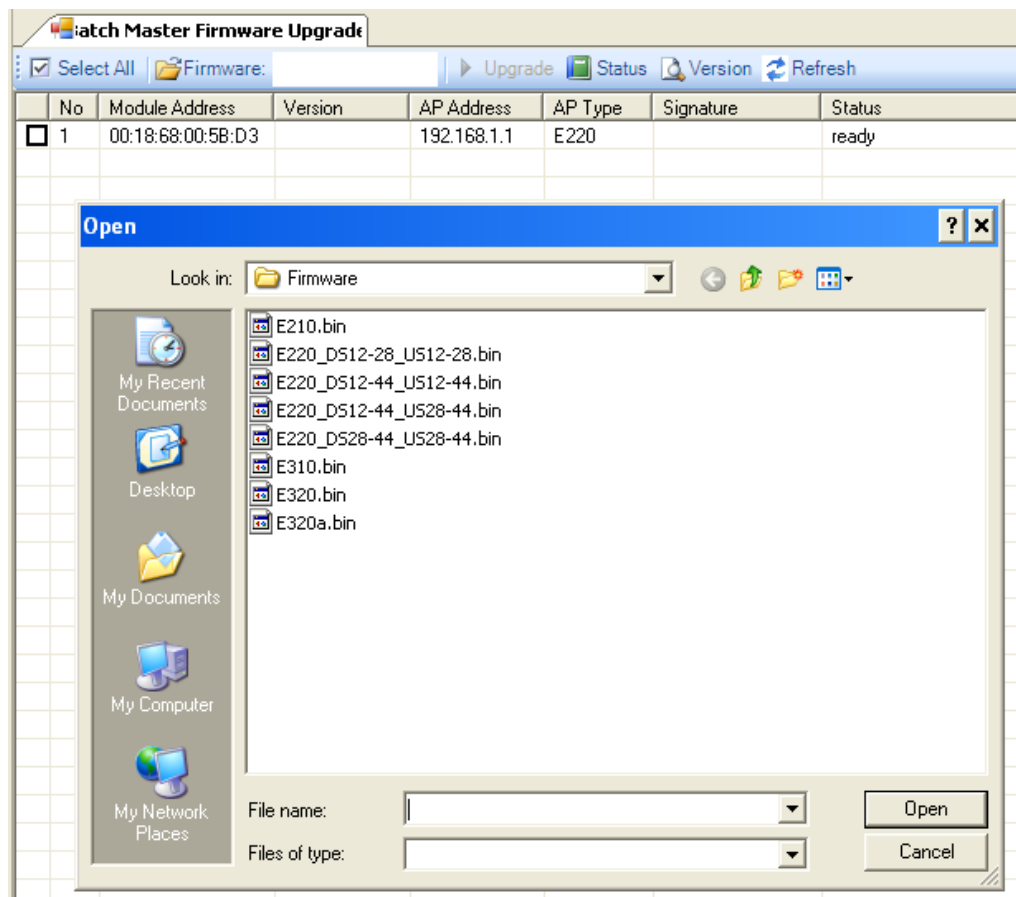 atch Master Firmware Upgrade
Select All Firmware: Upgrade Status Version Refresh
No Module Address Version AP Address AP Type Signature Status
1 00:18:68:00:5B:D3 192.168.1.1 E220 ready
Open
Look in: Firmware
E210.bin
E220_DS12-28_US12-28.bin
E220_DS12-44_US12-44.bin
E220_DS12-44_US28-44.bin
E220_DS28-44_US28-44.bin
E310.bin
E320.bin
E320a.bin
My Recent
Documents
Desktop
My Documents
My Computer
My Network
Places
File name:
Open
Files of type:
Cancel